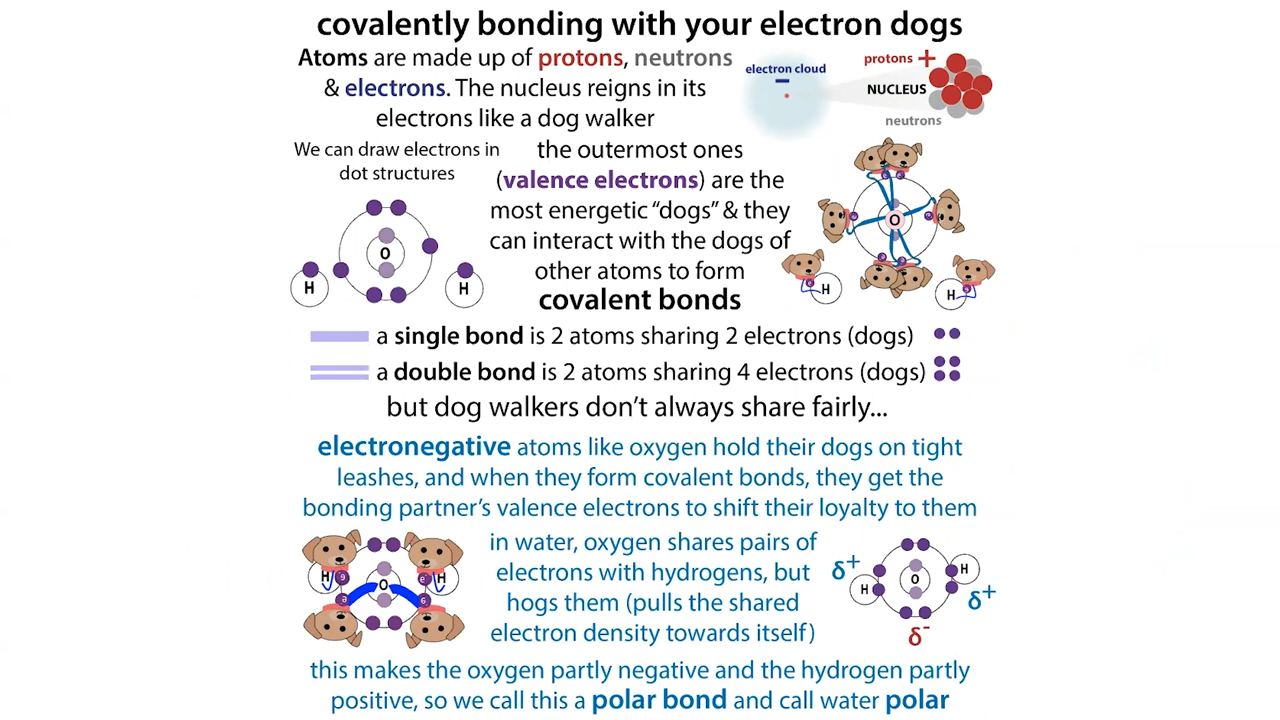 covalently bonding with your electron dogs
Atoms are made up of protons, neutrons
& electrons. The nucleus reigns in its
electrons like a dog walker
electron cloud
–
protons +
NUCLEUS
neutrons
We can draw electrons in
dot structures
O
H
H
the outermost ones
(valence electrons) are the
most energetic “dogs” & they
can interact with the dogs of
other atoms to form
covalent bonds
O
H
H
a single bond is 2 atoms sharing 2 electrons (dogs)
a double bond is 2 atoms sharing 4 electrons (dogs)
but dog walkers don’t always share fairly...
electronegative atoms like oxygen hold their dogs on tight
leashes, and when they form covalent bonds, they get the
bonding partner’s valence electrons to shift their loyalty to them
H e O e H
e e
in water, oxygen shares pairs of
electrons with hydrogens, but
hogs them (pulls the shared
electron density towards itself)
δ+
H
O
H
δ+
δ-
this makes the oxygen partly negative and the hydrogen partly
positive, so we call this a polar bond and call water polar